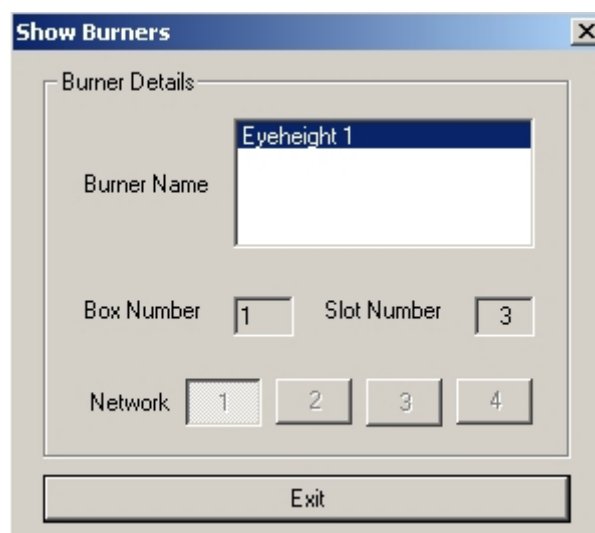 Show Burners
Burner Details
Eyeheight 1
Burner Name
Box Number 1 Slot Number 3
Network 1 2 3 4
Exit